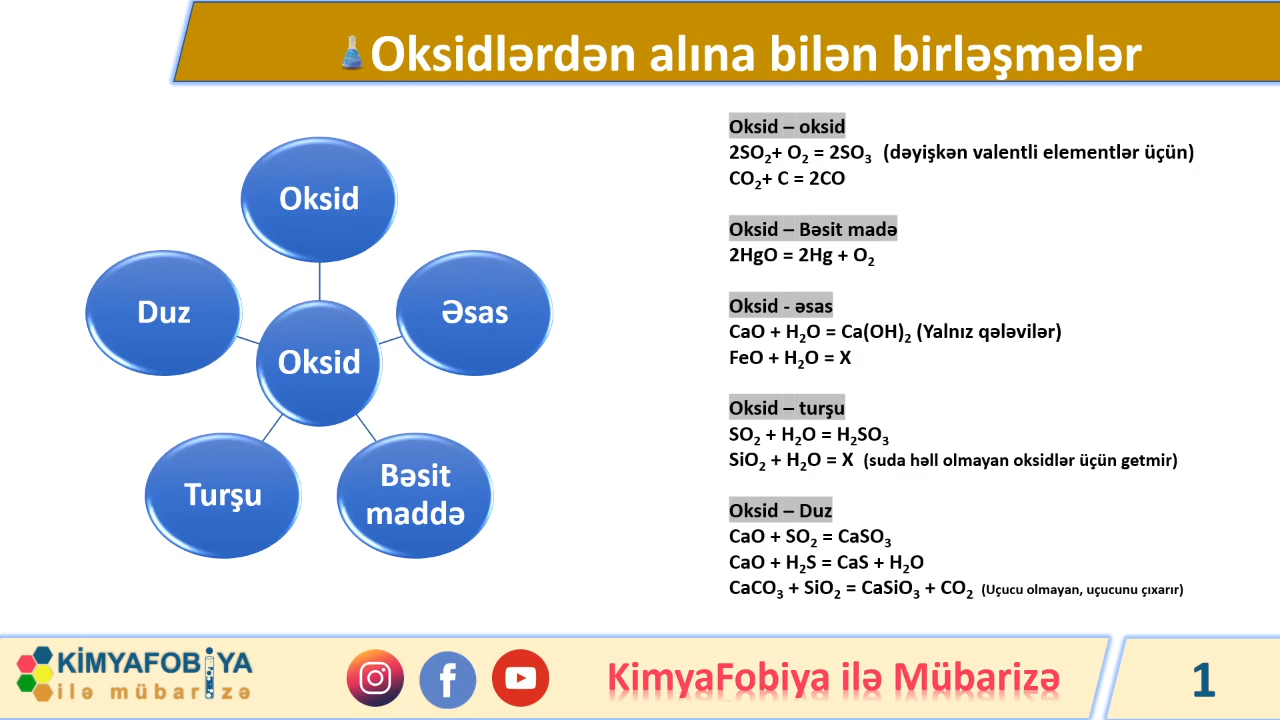 Oksidlərdən alına bilən birləşmələr
Oksid
Əsas
Bəsit
maddə
Turşu
Duz
Oksid
Oksid – oksid
2SO₂+ O₂ = 2SO₃ (dəyişkən valentli elementlər üçün)
CO₂+ C = 2CO
Oksid – Bəsit madə
2HgO = 2Hg + O₂
Oksid - əsas
CaO + H₂O = Ca(OH)₂ (Yalnız qələvilər)
FeO + H₂O = X
Oksid – turşu
SO₂ + H₂O = H₂SO₃
SiO₂ + H₂O = X (suda həll olmayan oksidlər üçün getmir)
Oksid – Duz
CaO + SO₂ = CaSO₃
CaO + H₂S = CaS + H₂O
CaCO₃ + SiO₂ = CaSiO₃ + CO₂ (Uçucu olmayan, uçucunu çıxarır)
KİMYAFOBİYA
ilə mübarizə
KimyaFobiya ilə Mübarizə
1